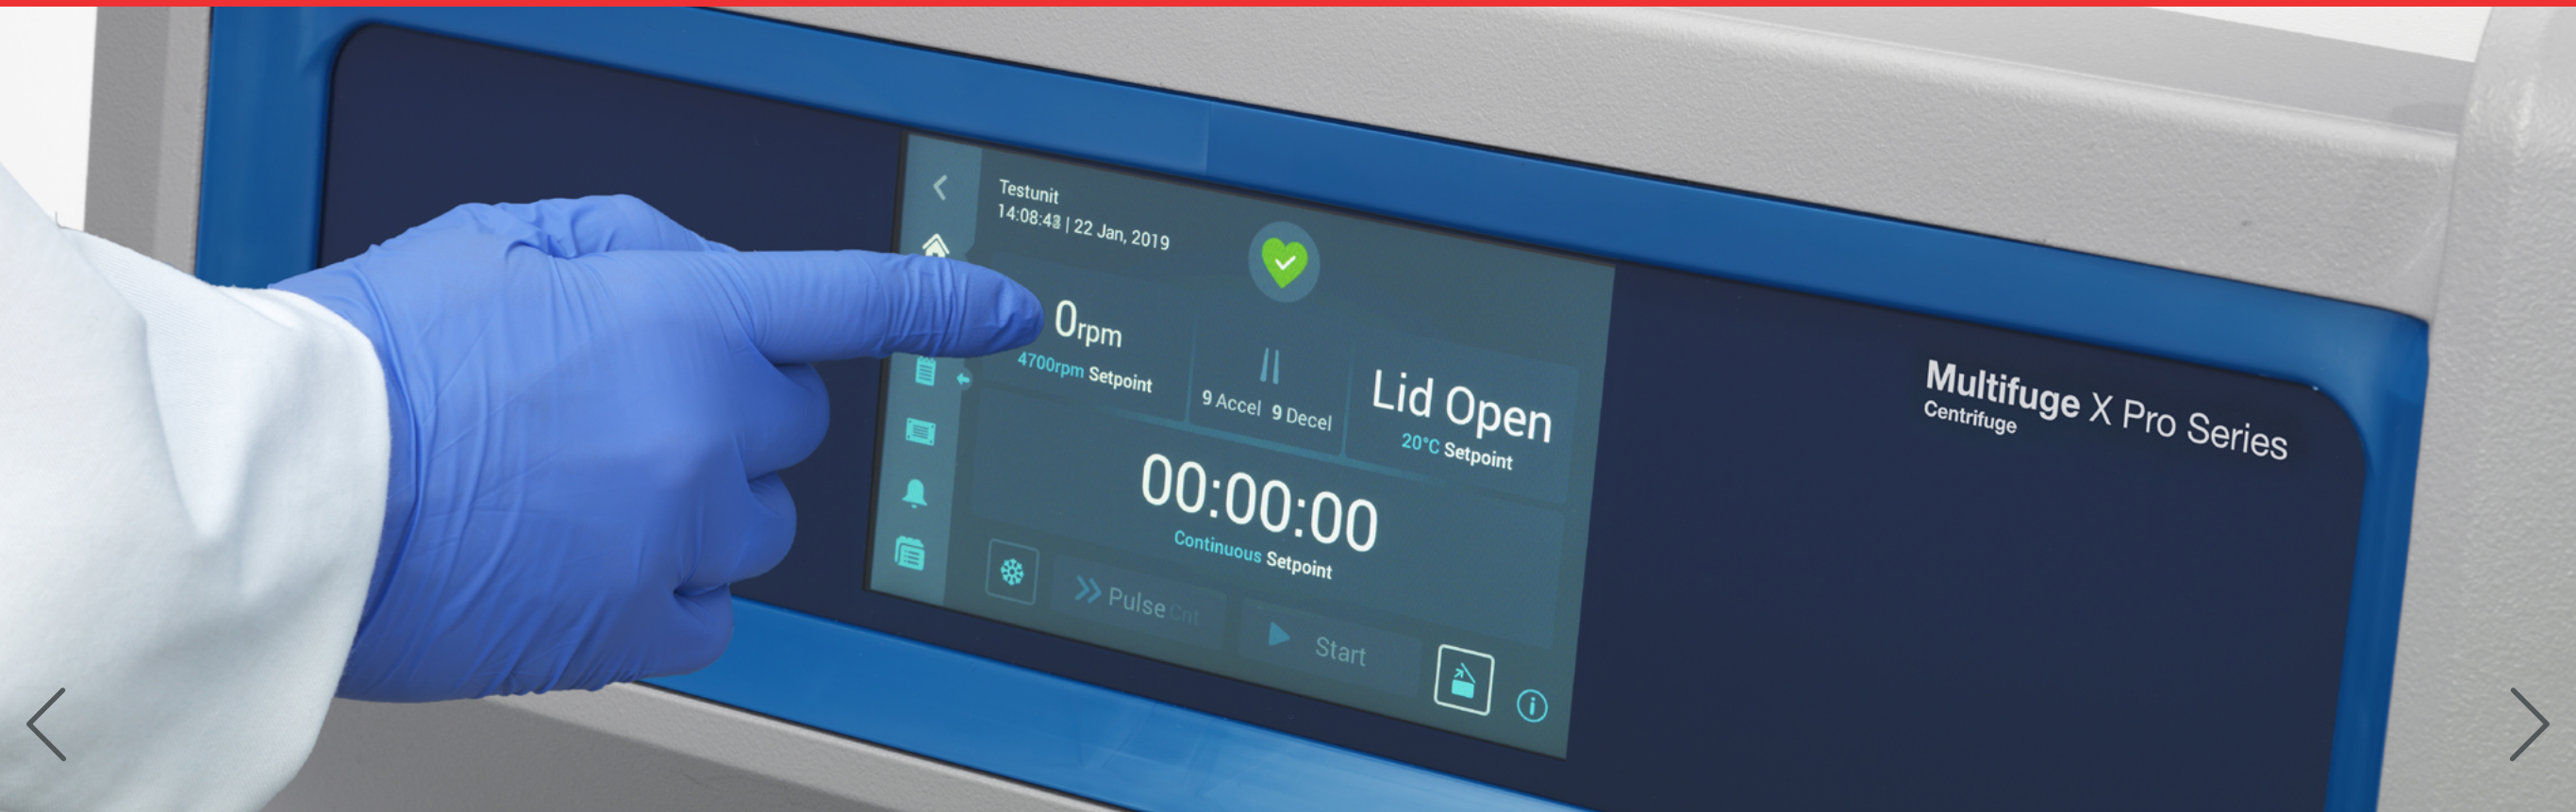 Testunit
14:08:43 | 22 Jan, 2019
0rpm
4700rpm Setpoint
9 Accel 9 Decel
Lid Open
20°C Setpoint
00:00:00
Continuous Setpoint
Pulse Cnt
Start
Multifuge X Pro Series
Centrifuge